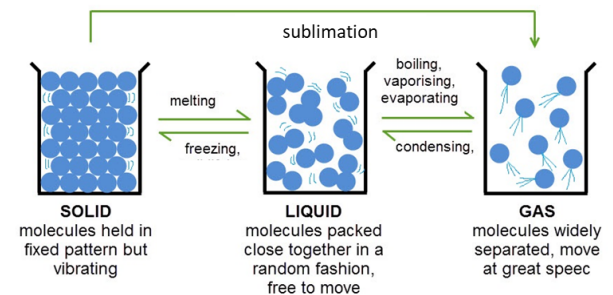 sublimation
melting
freezing,
boiling,
vaporising,
evaporating
condensing,
SOLID
molecules held in
fixed pattern but
vibrating
LIQUID
molecules packed
close together in a
random fashion,
free to move
GAS
molecules widely
separated, move
at great speec